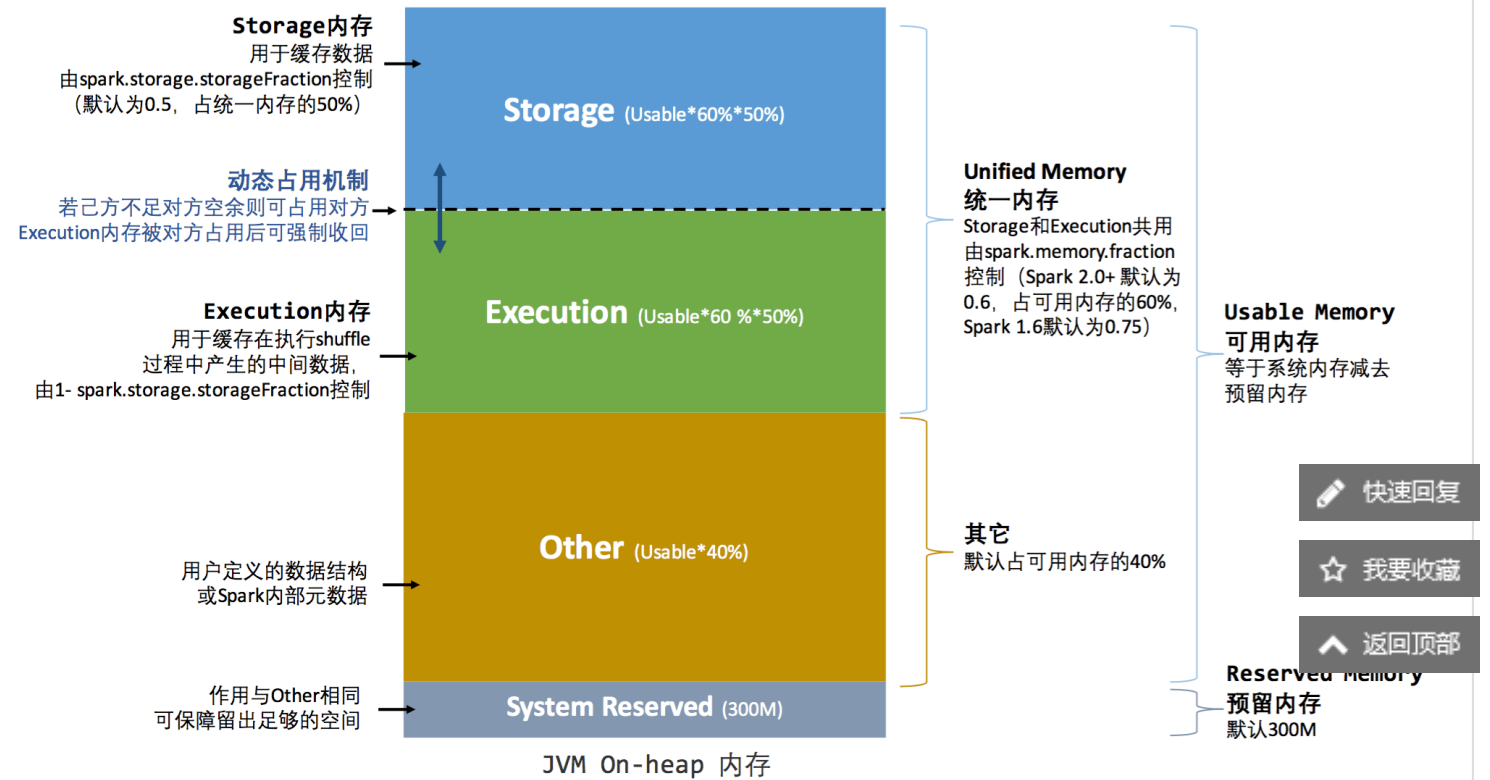 Storage内存
用于缓存数据
由spark.storage.storageFraction控制
（默认为0.5，占统一内存的50%）
动态占用机制
若己方不足对方空余则可占用对方
Execution内存被对方占用后可强制收回
Execution内存
用于缓存在执行shuffle
过程中产生的中间数据，
由1- spark.storage.storageFraction控制
用户定义的数据结构
或Spark内部元数据
作用与Other相同
可保障留出足够的空间
Storage (Usable*60%*50%)
Execution (Usable*60 %*50%)
Other (Usable*40%)
System Reserved (300M)
JVM On-heap 内存
Unified Memory
统一内存
Storage和Execution共用
由spark.memory.fraction
控制（Spark 2.0+ 默认为
0.6，占可用内存的60%，
Spark 1.6默认为0.75）
其它
默认占可用内存的40%
Usable Memory
可用内存
等于系统内存减去
预留内存
快速回复
我要收藏
返回顶部
Reserved Memory
预留内存
默认300M